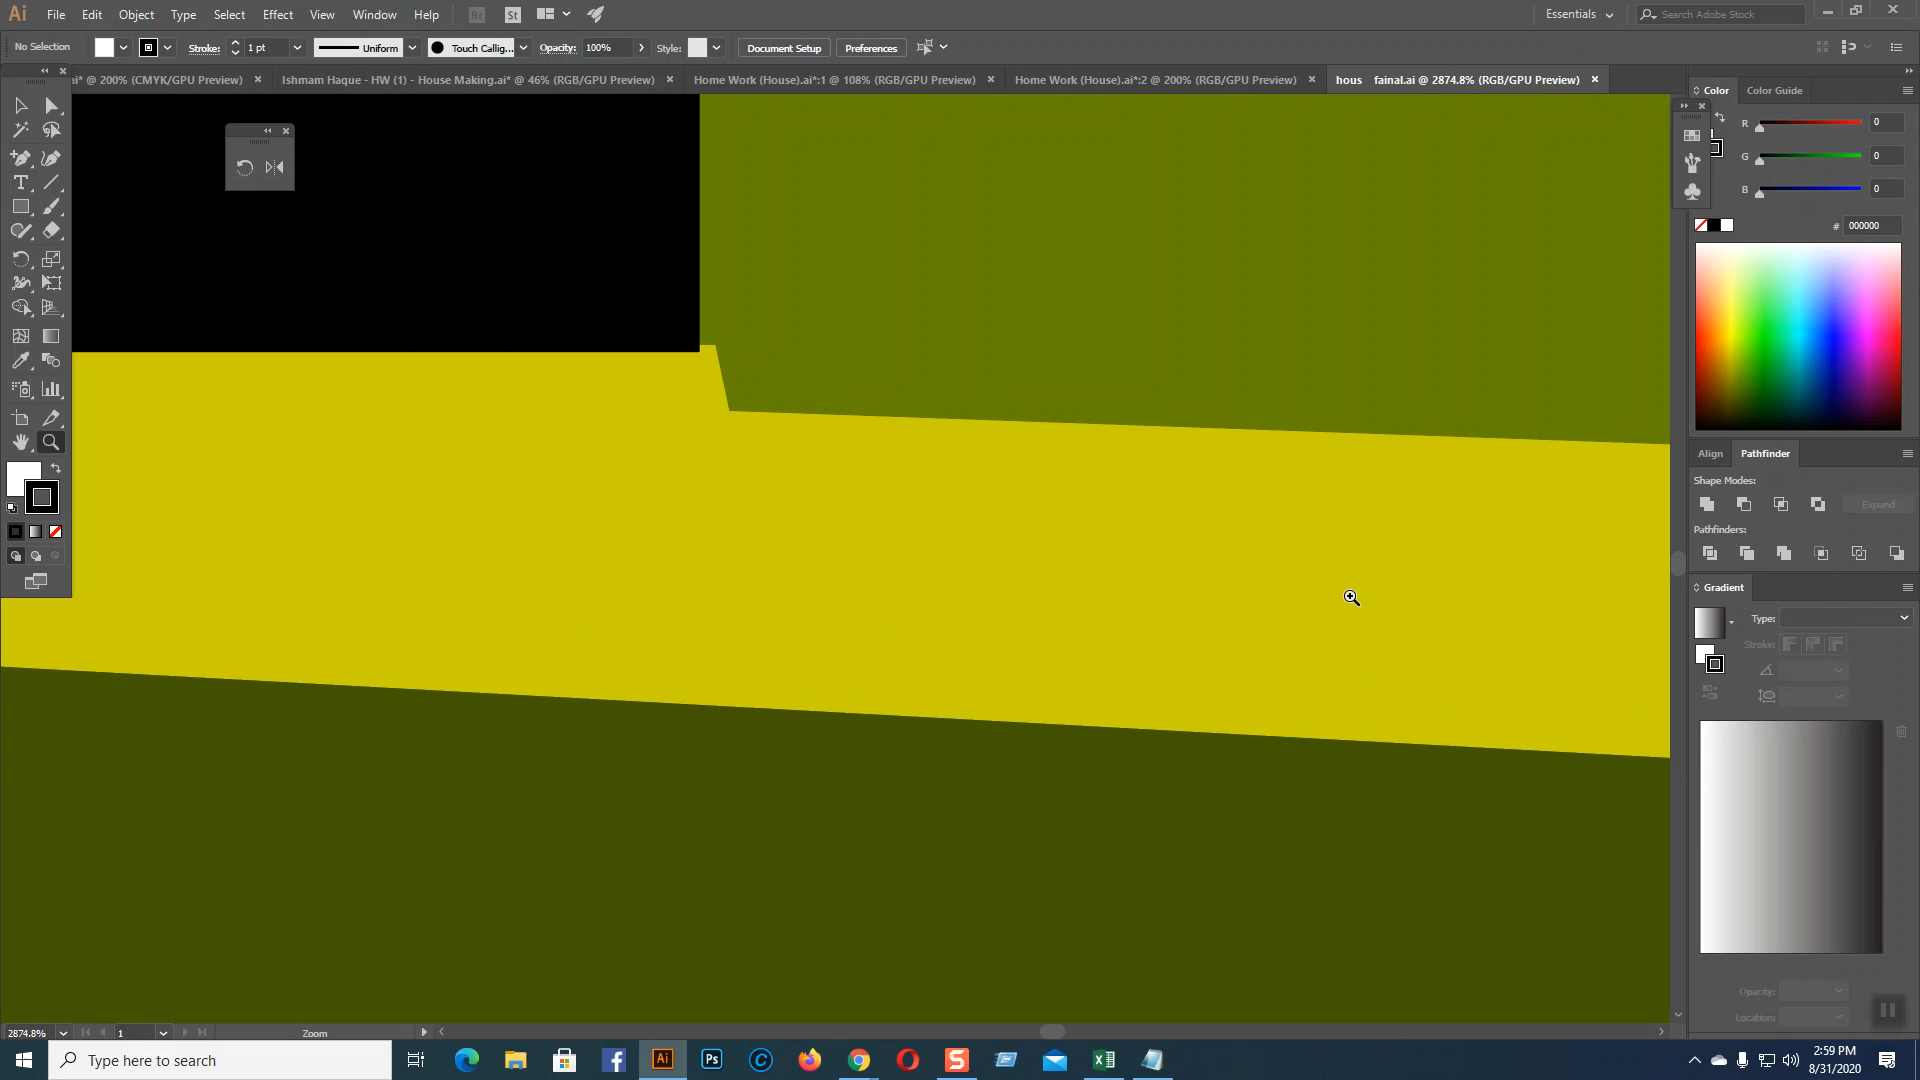 Ai File Edit Object Type Select Effect View Window Help Br St Essentials Search Adobe Stock
No Selection Stroke: 1 pt Uniform Touch Callig... Opacity: 100% Style: Document Setup Preferences
ai* @ 200% (CMYK/GPU Preview) Ishmam Haque - HW (1) - House Making.ai* @ 46% (RGB/GPU Preview) Home Work (House).ai*:1 @ 108% (RGB/GPU Preview) Home Work (House).ai*:2 @ 200% (RGB/GPU Preview) hous fainal.ai @ 2874.8% (RGB/GPU Preview)
Color Color Guide
R 0
G 0
B 0
# 000000
Align Pathfinder
Shape Modes:
Expand
Pathfinders:
Gradient
Type:
Stroke:
Opacity:
Location:
2874.8% 1 Zoom
Type here to search Ai Ps 2:59 PM
8/31/2020